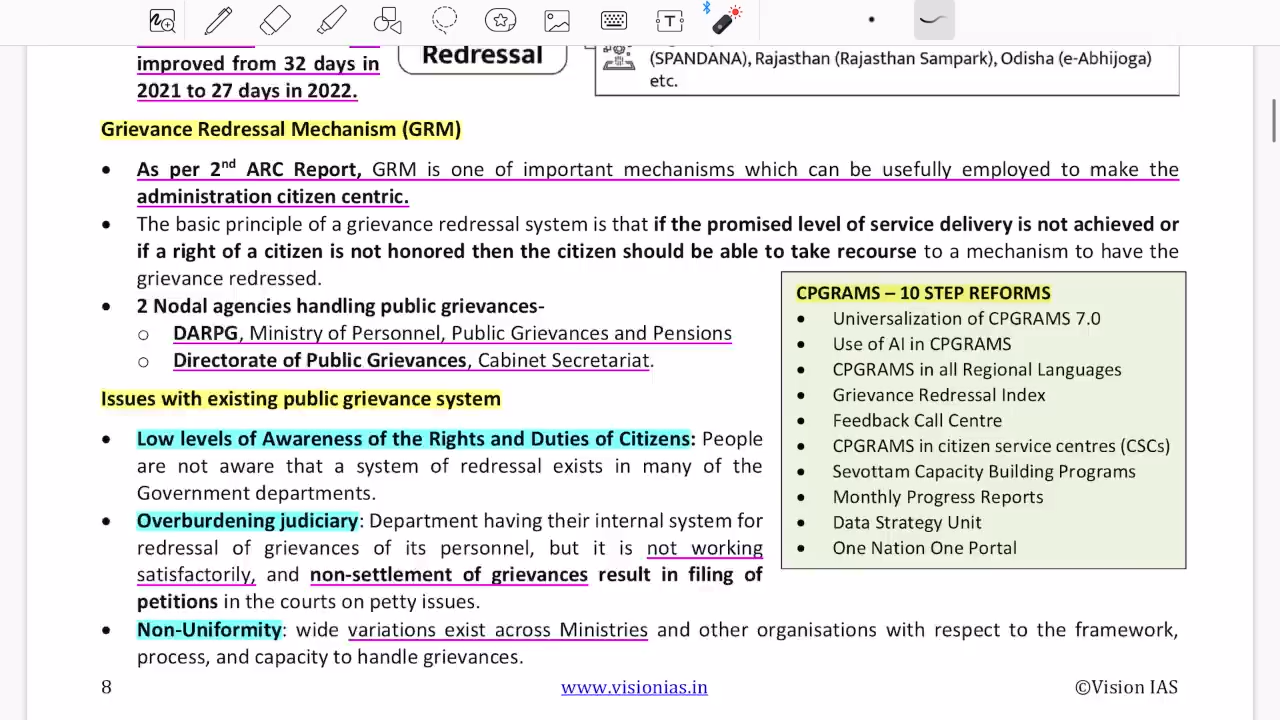 improved from 32 days in
2021 to 27 days in 2022.
Redressal
(SPANDANA), Rajasthan (Rajasthan Sampark), Odisha (e-Abhijoga)
etc.
Grievance Redressal Mechanism (GRM)
• As per 2nd ARC Report, GRM is one of important mechanisms which can be usefully employed to make the
administration citizen centric.
• The basic principle of a grievance redressal system is that if the promised level of service delivery is not achieved or
if a right of a citizen is not honored then the citizen should be able to take recourse to a mechanism to have the
grievance redressed.
• 2 Nodal agencies handling public grievances-
o DARPG, Ministry of Personnel, Public Grievances and Pensions
o Directorate of Public Grievances, Cabinet Secretariat.
CPGRAMS – 10 STEP REFORMS
• Universalization of CPGRAMS 7.0
• Use of AI in CPGRAMS
• CPGRAMS in all Regional Languages
• Grievance Redressal Index
• Feedback Call Centre
• CPGRAMS in citizen service centres (CSCs)
• Sevottam Capacity Building Programs
• Monthly Progress Reports
• Data Strategy Unit
• One Nation One Portal
Issues with existing public grievance system
• Low levels of Awareness of the Rights and Duties of Citizens: People
are not aware that a system of redressal exists in many of the
Government departments.
• Overburdening judiciary: Department having their internal system for
redressal of grievances of its personnel, but it is not working
satisfactorily, and non-settlement of grievances result in filing of
petitions in the courts on petty issues.
• Non-Uniformity: wide variations exist across Ministries and other organisations with respect to the framework,
process, and capacity to handle grievances.
8
www.visionias.in
©Vision IAS